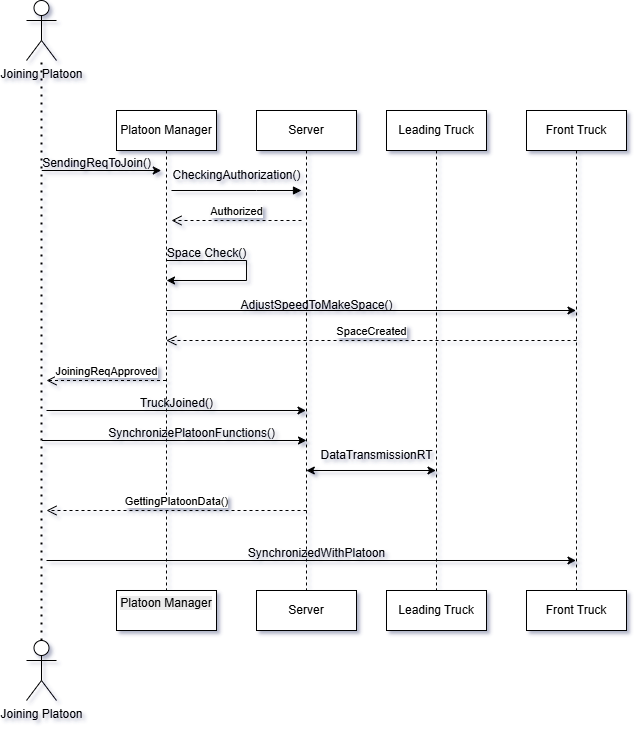 Joining Platoon
Platoon Manager
Server
Leading Truck
Front Truck
SendingReqToJoin()
CheckingAuthorization()
Authorized
Space Check()
AdjustSpeedToMakeSpace()
SpaceCreated
JoiningReqApproved
TruckJoined()
SynchronizePlatoonFunctions()
DataTransmissionRT
GettingPlatoonData()
SynchronizedWithPlatoon
Platoon Manager
Server
Leading Truck
Front Truck
Joining Platoon